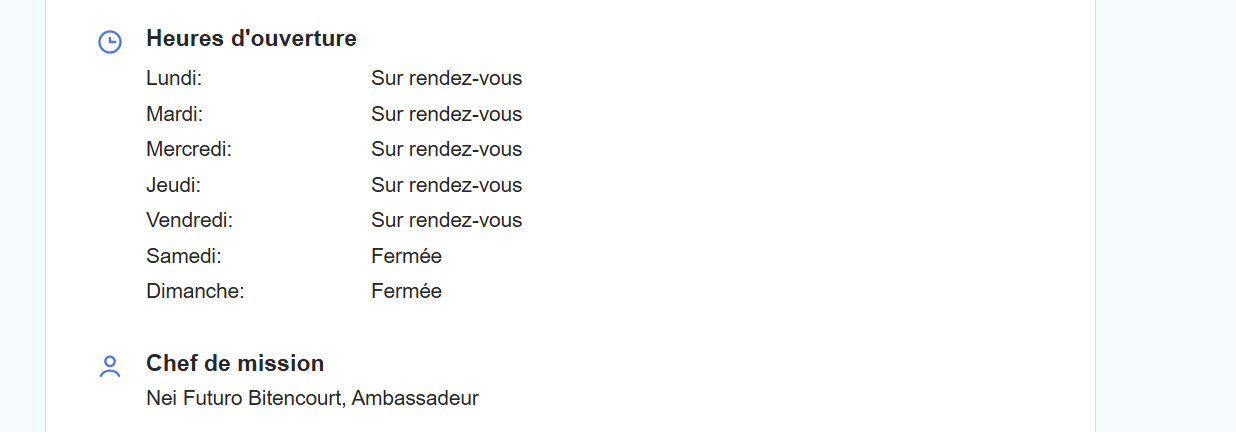 Heures d'ouverture
Lundi: Sur rendez-vous
Mardi: Sur rendez-vous
Mercredi: Sur rendez-vous
Jeudi: Sur rendez-vous
Vendredi: Sur rendez-vous
Samedi: Fermée
Dimanche: Fermée
Chef de mission
Nei Futuro Bitencourt, Ambassadeur